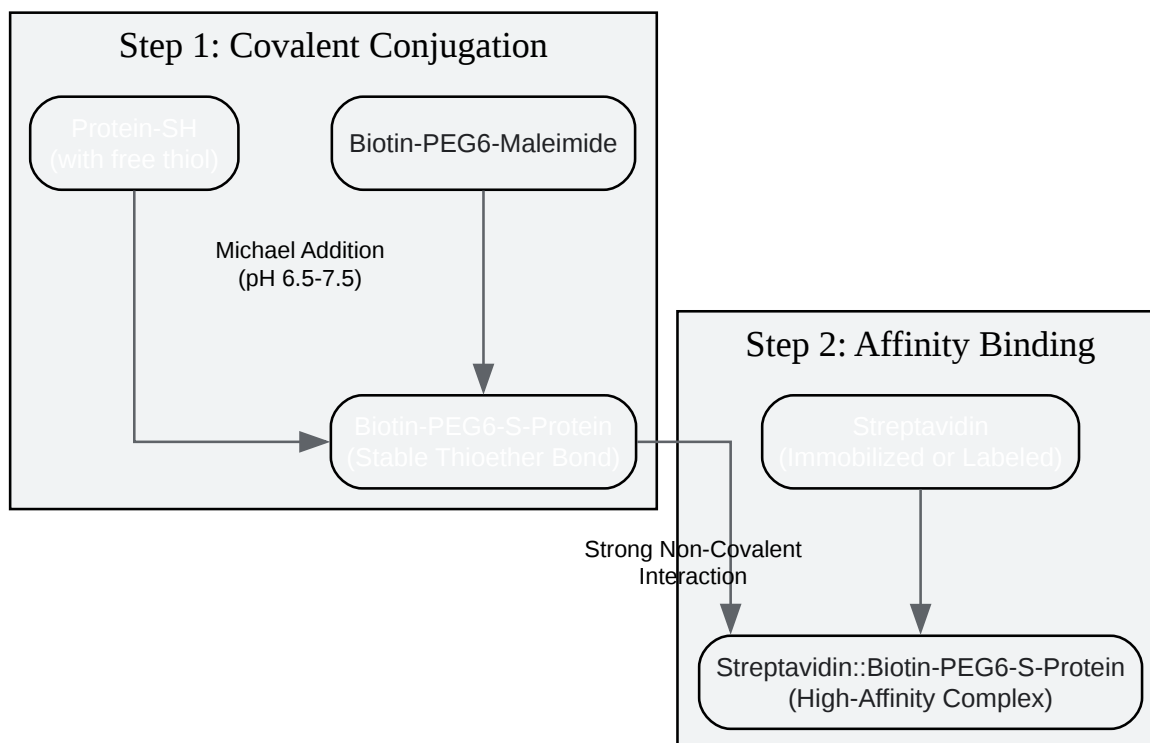 Step 1: Covalent Conjugation
Protein-SH
(with free thiol)
Biotin-PEG6-Maleimide
Michael Addition
(pH 6.5-7.5)
Biotin-PEG6-S-Protein
(Stable Thioether Bond)
Step 2: Affinity Binding
Streptavidin
(Immobilized or Labeled)
Strong Non-Covalent
Interaction
Streptavidin::Biotin-PEG6-S-Protein
(High-Affinity Complex)